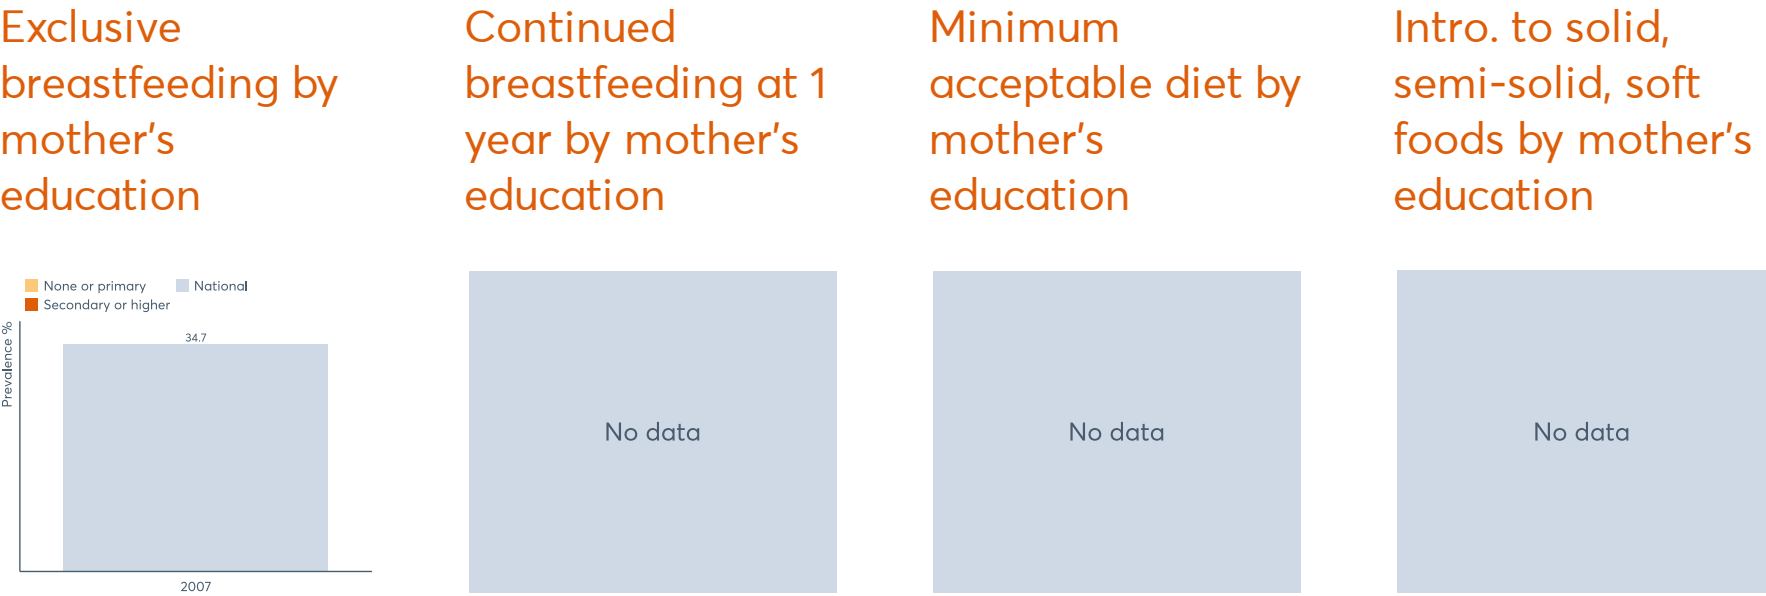 Exclusive
breastfeeding by
mother's
education
None or primary
National
Secondary or higher
Prevalence %
34.7
2007
Continued
breastfeeding at 1
year by mother's
education
No data
Minimum
acceptable diet by
mother's
education
No data
Intro. to solid,
semi-solid, soft
foods by mother's
education
No data